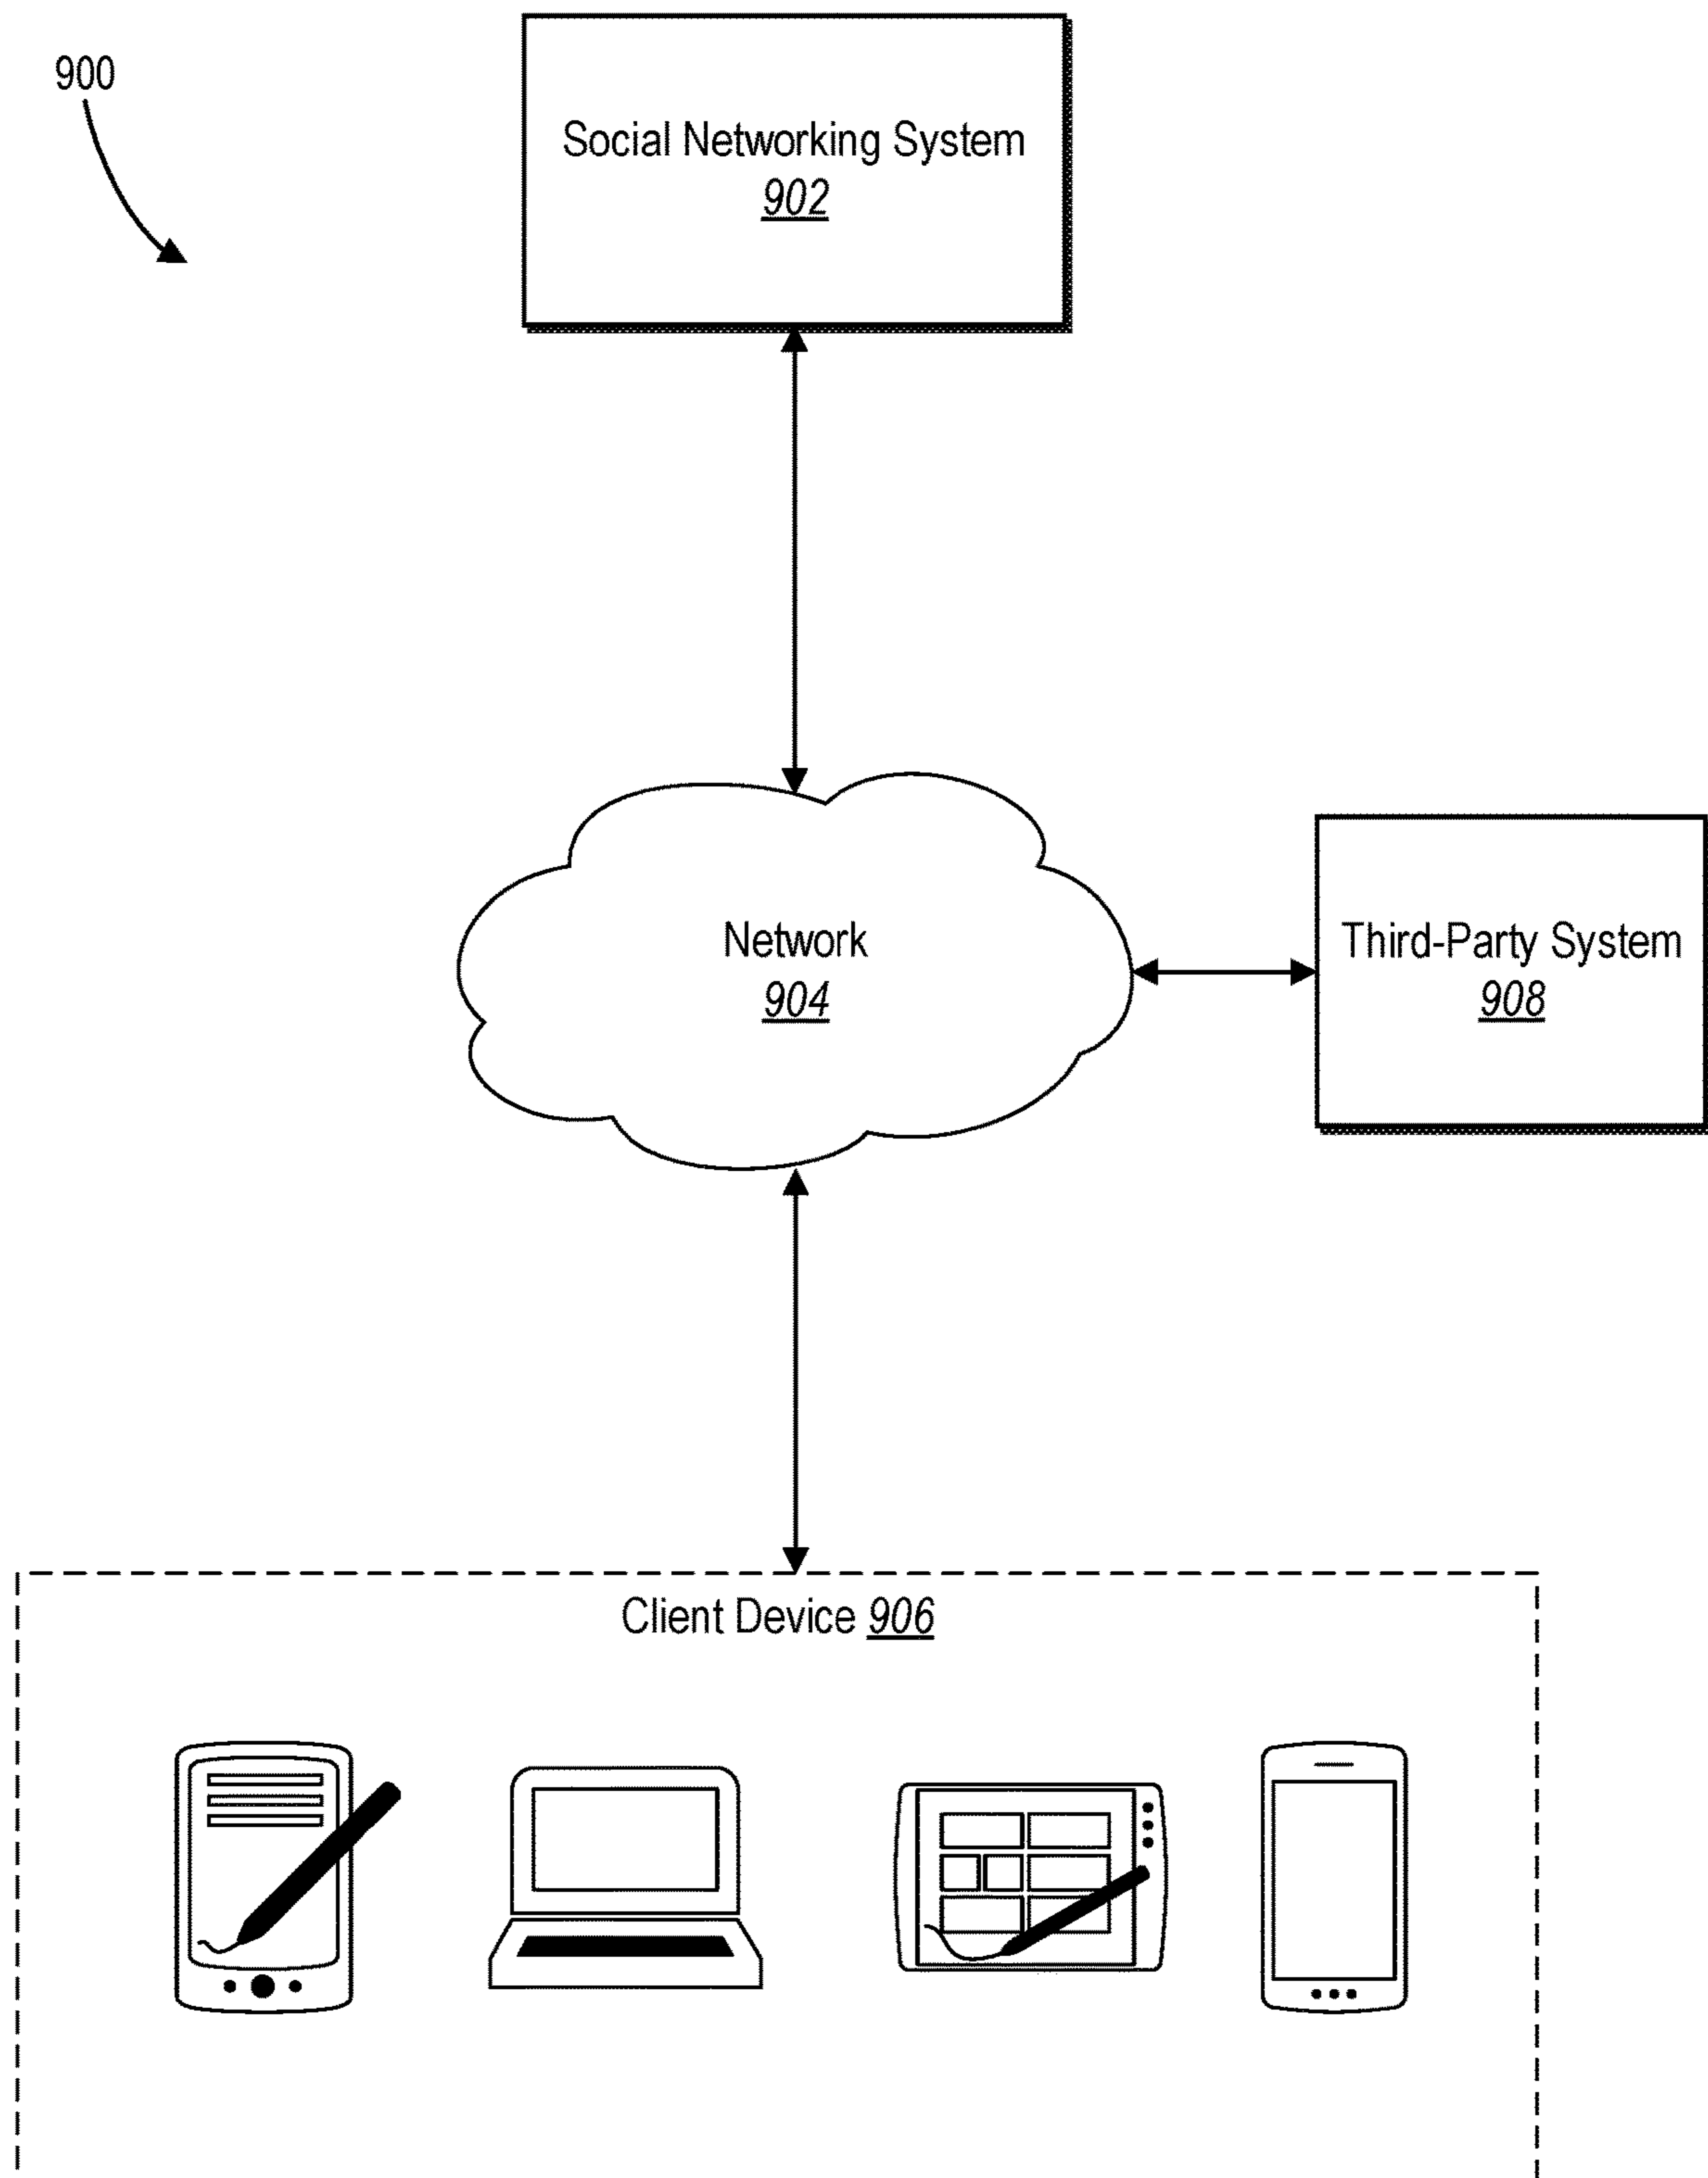 900
Social Networking System
902
Network
904
Third-Party System
908
Client Device 906